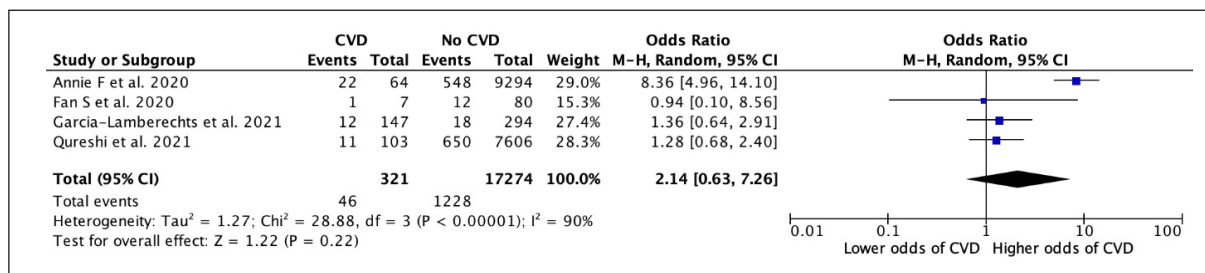 CVD No CVD Odds Ratio Odds Ratio
Study or Subgroup Events Total Events Total Weight M-H, Random, 95% CI M-H, Random, 95% CI
Annie F et al. 2020 22 64 548 9294 29.0% 8.36 [4.96, 14.10]
Fan S et al. 2020 1 7 12 80 15.3% 0.94 [0.10, 8.56]
Garcia-Lamberechts et al. 2021 12 147 18 294 27.4% 1.36 [0.64, 2.91]
Qureshi et al. 2021 11 103 650 7606 28.3% 1.28 [0.68, 2.40]
Total (95% CI) 321 17274 100.0% 2.14 [0.63, 7.26]
Total events 46 1228
Heterogeneity: Tau² = 1.27; Chi² = 28.88, df = 3 (P < 0.00001); I² = 90%
Test for overall effect: Z = 1.22 (P = 0.22)
0.01 0.1 1 10 100
Lower odds of CVD Higher odds of CVD